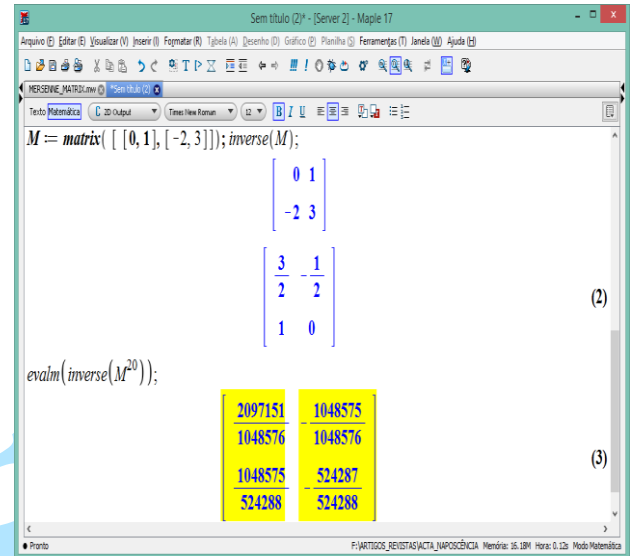 Sem título (2)* - [Server 2] - Maple 17
Arquivo (F) Editar (E) Visualizar (V) Inserir (I) Formatar (R) Tabela (A) Desenho (D) Gráfico (P) Planilha (S) Ferramentas (T) Janela (W) Ajuda (H)
MERSENNE_MATRIX.mw *Sem título (2)
Texto Matemática C 2D Output Times New Roman 12 B I U
M := matrix( [ [0, 1], [ -2, 3 ]]); inverse(M);
0 1
-2 3
3/2 -1/2
1 0
(2)
evalm(inverse(M^20));
2097151/1048576 -1048575/1048576
1048575/524288 -524287/524288
(3)
Pronto F:\ARTIGOS_REVISTAS\ACTA_NAPOSCÊNCIA Memória: 16.18M Hora: 0.12s Modo Matemática